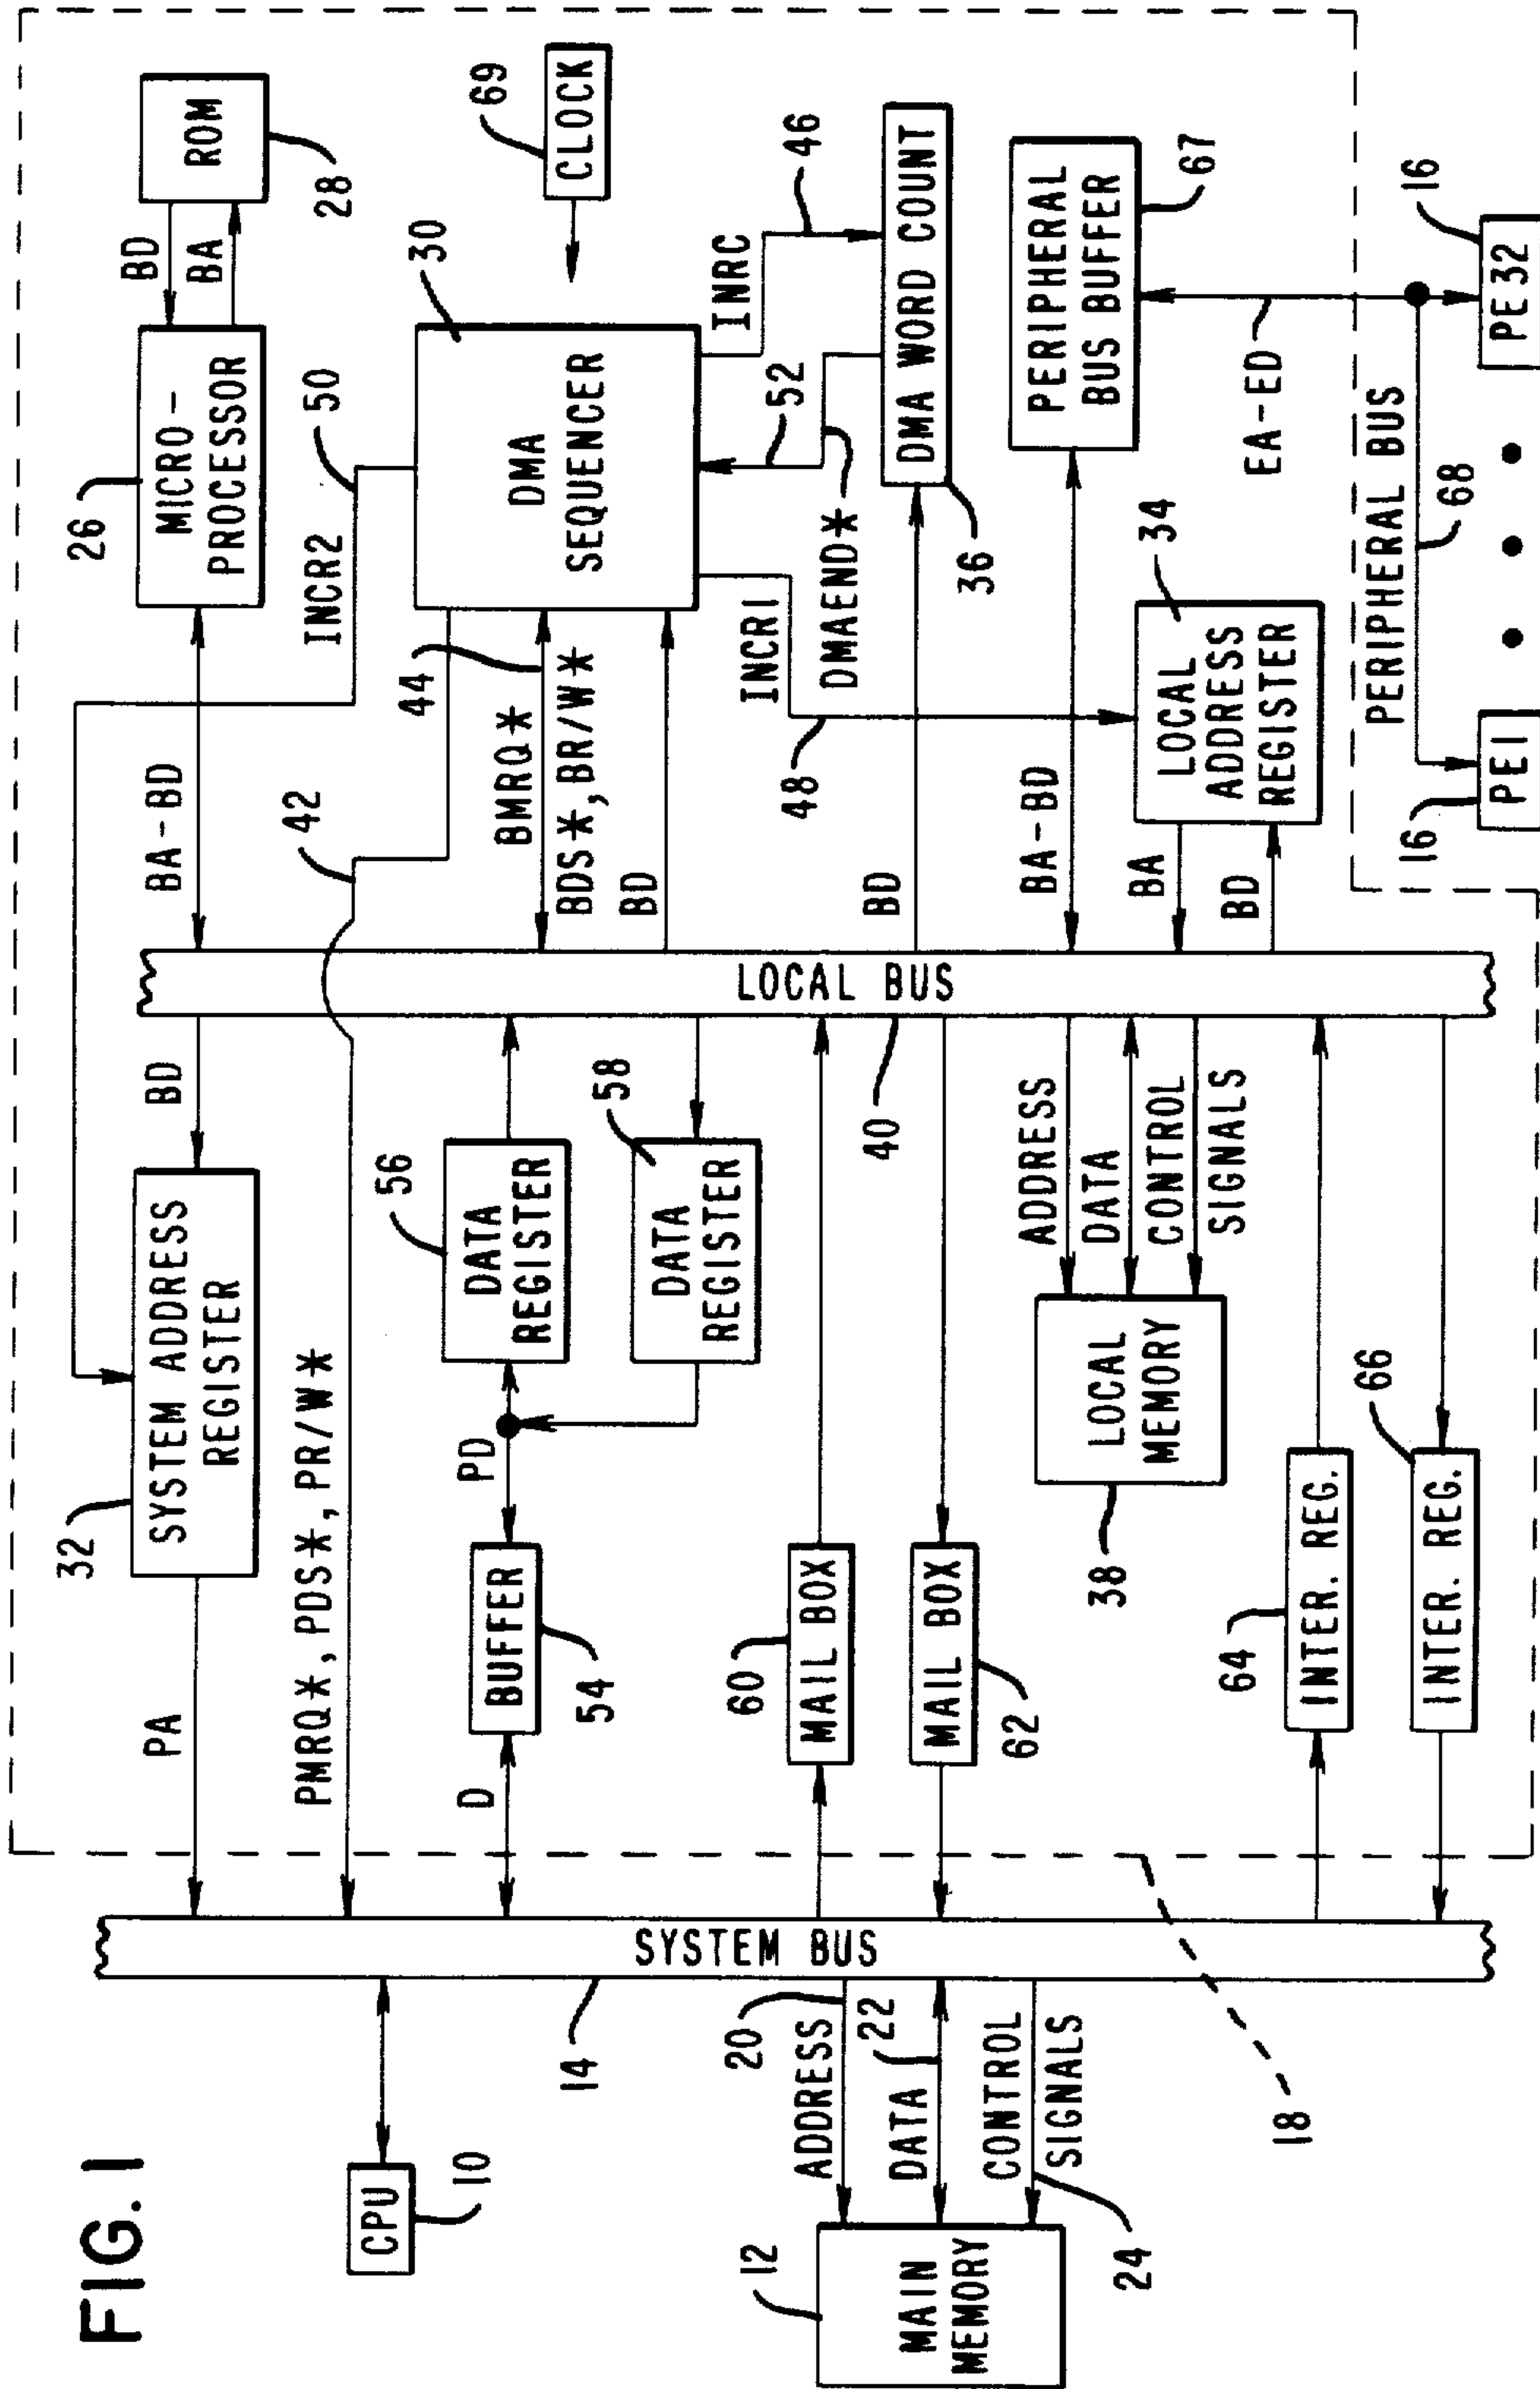 FIG. 1
CPU
10
MAIN
MEMORY
12
ADDRESS
20
DATA
22
CONTROL
SIGNALS
24
SYSTEM BUS
14
18
PA
SYSTEM ADDRESS
REGISTER
32
BD
PMRQ*, PDS*, PR/W*
42
D
BUFFER
54
PD
DATA
REGISTER
56
DATA
REGISTER
58
MAIL BOX
60
MAIL BOX
62
LOCAL
MEMORY
38
ADDRESS
DATA
CONTROL
SIGNALS
INTER. REG.
64
INTER. REG.
66
LOCAL BUS
40
BA-BD
MICRO-
PROCESSOR
26
BD
BA
ROM
28
INCR2
50
44
BMRQ*
BDS*, BR/W*
BD
DMA
SEQUENCER
30
CLOCK
69
INRC
46
52
INCR1
48
DMAEND*
BD
DMA WORD COUNT
36
BA-BD
PERIPHERAL
BUS BUFFER
67
BA
BD
LOCAL
ADDRESS
REGISTER
34
EA-ED
PERIPHERAL BUS
68
PE1
16
PE32
16